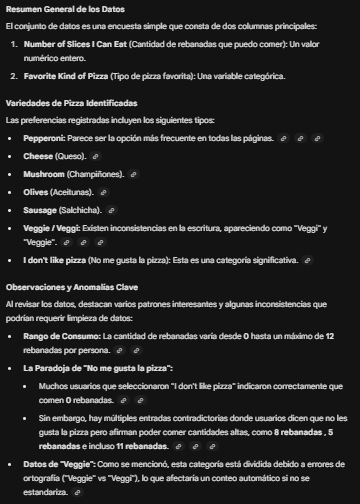 Resumen General de los Datos
El conjunto de datos es una encuesta simple que consta de dos columnas principales:
1. Number of Slices I Can Eat (Cantidad de rebanadas que puedo comer): Un valor
numérico entero.
2. Favorite Kind of Pizza (Tipo de pizza favorita): Una variable categórica.
Variedades de Pizza Identificadas
Las preferencias registradas incluyen los siguientes tipos:
• Pepperoni: Parece ser la opción más frecuente en todas las páginas.
• Cheese (Queso).
• Mushroom (Champiñones).
• Olives (Aceitunas).
• Sausage (Salchicha).
• Veggie / Veggi: Existen inconsistencias en la escritura, apareciendo como "Veggi" y
"Veggie".
• I don't like pizza (No me gusta la pizza): Esta es una categoría significativa.
Observaciones y Anomalías Clave
Al revisar los datos, destacan varios patrones interesantes y algunas inconsistencias que
podrían requerir limpieza de datos:
• Rango de Consumo: La cantidad de rebanadas varía desde 0 hasta un máximo de 12
rebanadas por persona.
• La Paradoja de "No me gusta la pizza":
• Muchos usuarios que seleccionaron "I don't like pizza" indicaron correctamente que
comen 0 rebanadas.
• Sin embargo, hay múltiples entradas contradictorias donde usuarios dicen que no les
gusta la pizza pero afirman poder comer cantidades altas, como 8 rebanadas , 5
rebanadas e incluso 11 rebanadas.
• Datos de "Veggie": Como se mencionó, esta categoría está dividida debido a errores de
ortografía ("Veggie" vs "Veggi"), lo que afectaría un conteo automático si no se
estandariza.